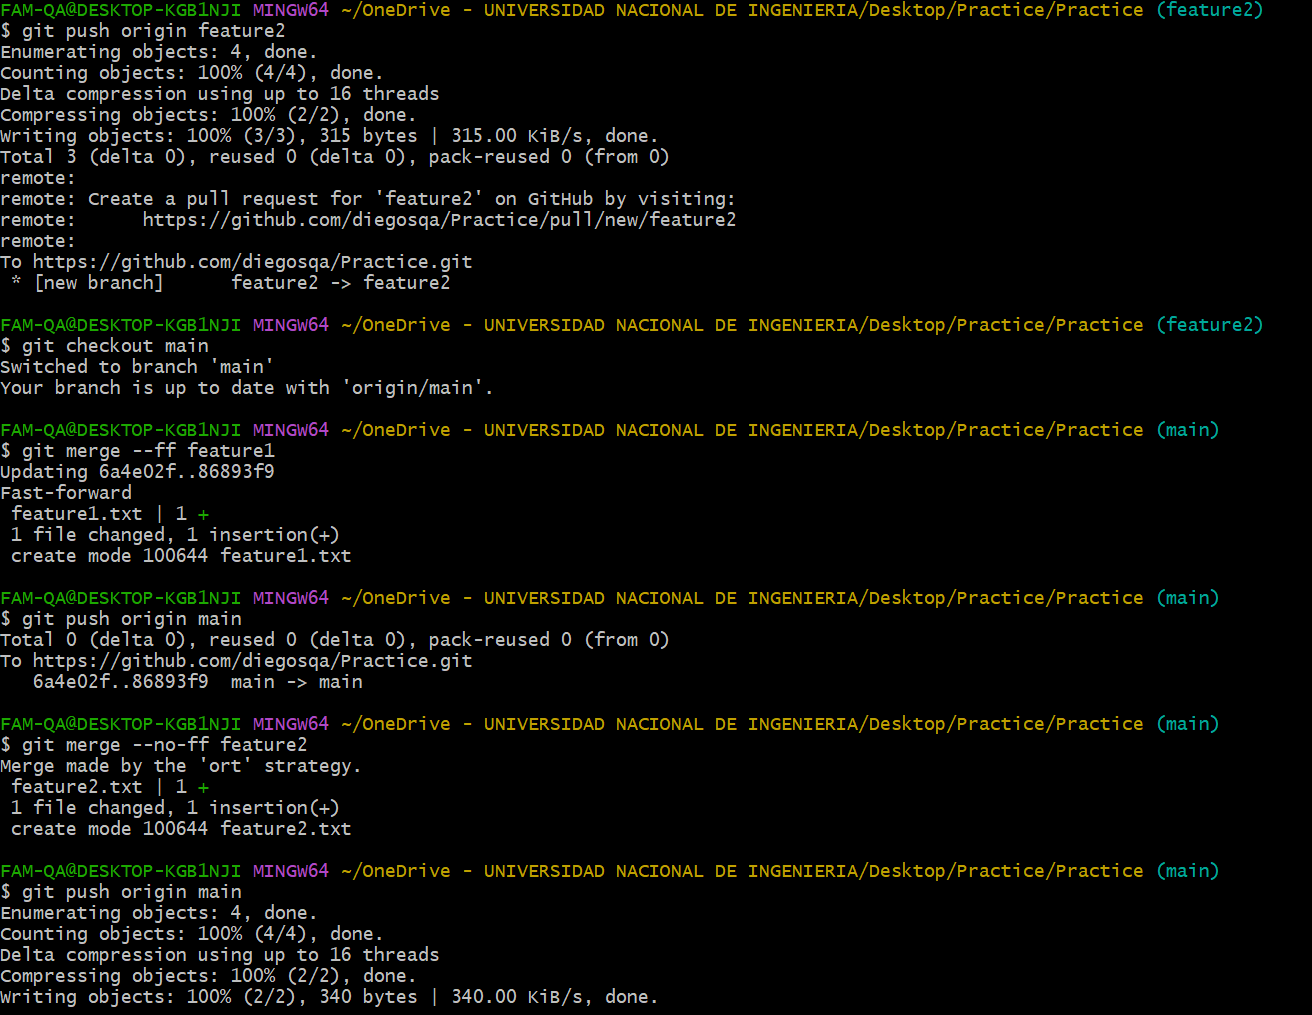 FAM-QA@DESKTOP-KGB1NJI MINGW64 ~/OneDrive - UNIVERSIDAD NACIONAL DE INGENIERIA/Desktop/Practice/Practice (feature2)
$ git push origin feature2
Enumerating objects: 4, done.
Counting objects: 100% (4/4), done.
Delta compression using up to 16 threads
Compressing objects: 100% (2/2), done.
Writing objects: 100% (3/3), 315 bytes | 315.00 KiB/s, done.
Total 3 (delta 0), reused 0 (delta 0), pack-reused 0 (from 0)
remote:
remote: Create a pull request for 'feature2' on GitHub by visiting:
remote:      https://github.com/diegosqa/Practice/pull/new/feature2
remote:
To https://github.com/diegosqa/Practice.git
 * [new branch]      feature2 -> feature2

FAM-QA@DESKTOP-KGB1NJI MINGW64 ~/OneDrive - UNIVERSIDAD NACIONAL DE INGENIERIA/Desktop/Practice/Practice (feature2)
$ git checkout main
Switched to branch 'main'
Your branch is up to date with 'origin/main'.

FAM-QA@DESKTOP-KGB1NJI MINGW64 ~/OneDrive - UNIVERSIDAD NACIONAL DE INGENIERIA/Desktop/Practice/Practice (main)
$ git merge --ff feature1
Updating 6a4e02f..86893f9
Fast-forward
 feature1.txt | 1 +
 1 file changed, 1 insertion(+)
 create mode 100644 feature1.txt

FAM-QA@DESKTOP-KGB1NJI MINGW64 ~/OneDrive - UNIVERSIDAD NACIONAL DE INGENIERIA/Desktop/Practice/Practice (main)
$ git push origin main
Total 0 (delta 0), reused 0 (delta 0), pack-reused 0 (from 0)
To https://github.com/diegosqa/Practice.git
   6a4e02f..86893f9  main -> main

FAM-QA@DESKTOP-KGB1NJI MINGW64 ~/OneDrive - UNIVERSIDAD NACIONAL DE INGENIERIA/Desktop/Practice/Practice (main)
$ git merge --no-ff feature2
Merge made by the 'ort' strategy.
 feature2.txt | 1 +
 1 file changed, 1 insertion(+)
 create mode 100644 feature2.txt

FAM-QA@DESKTOP-KGB1NJI MINGW64 ~/OneDrive - UNIVERSIDAD NACIONAL DE INGENIERIA/Desktop/Practice/Practice (main)
$ git push origin main
Enumerating objects: 4, done.
Counting objects: 100% (4/4), done.
Delta compression using up to 16 threads
Compressing objects: 100% (2/2), done.
Writing objects: 100% (2/2), 340 bytes | 340.00 KiB/s, done.